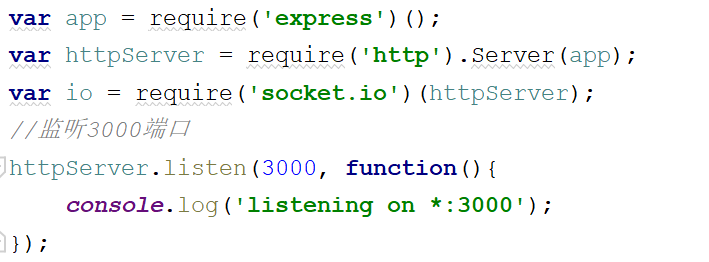 var app = require('express')();
var httpServer = require('http').Server(app);
var io = require('socket.io')(httpServer);
//监听3000端口
httpServer.listen(3000, function(){
    console.log('listening on *:3000');
});